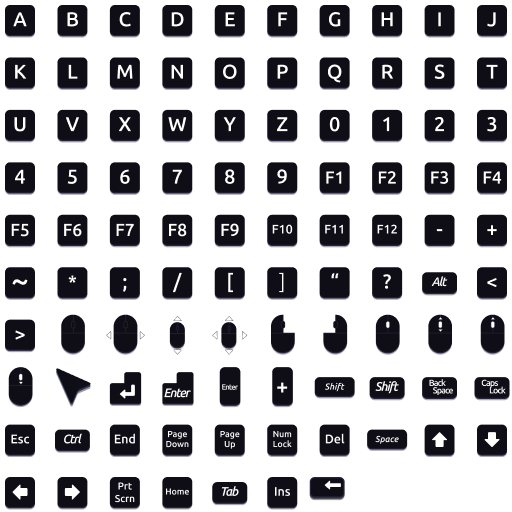 A B C D E F G H I J
K L M N O P Q R S T
U V X W Y Z 0 1 2 3
4 5 6 7 8 9 F1 F2 F3 F4
F5 F6 F7 F8 F9 F10 F11 F12 - +
~ * ; / [ ] “ ? Alt <
>
Enter Enter + Shift Shift Back Space Caps Lock
Esc Ctrl End Page Down Page Up Num Lock Del Space
Prt Scrn Home Tab Ins